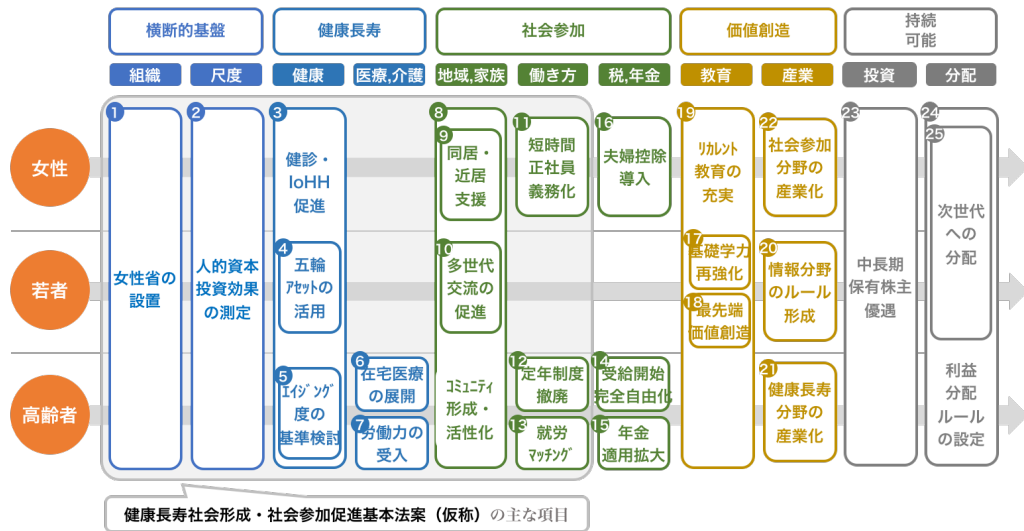 横断的基盤
健康長寿
社会参加
価値創造
持続
可能
組織
尺度
健康
医療,介護
地域,家族
働き方
税,年金
教育
産業
投資
分配
女性
若者
高齢者
1
女性省の
設置
2
人的資本
投資効果
の測定
3
健診・
IoHH
促進
4
五輪
ｱｾｯﾄの
活用
5
ｴｲｼﾞﾝｸﾞ
度の
基準検討
6
在宅医療
の展開
7
労働力の
受入
8
ｺﾐｭﾆﾃｨ
形成・
活性化
9
同居・
近居
支援
10
多世代
交流の
促進
11
短時間
正社員
義務化
12
定年制度
撤廃
13
就労
ﾏｯﾁﾝｸﾞ
16
夫婦控除
導入
14
受給開始
完全自由化
15
年金
適用拡大
19
ﾘｶﾚﾝﾄ
教育の
充実
17
基礎学力
再強化
18
最先端
価値創造
22
社会参加
分野の
産業化
20
情報分野
のルール
形成
21
健康長寿
分野の
産業化
23
中長期
保有株主
優遇
24
利益
分配
ルール
の設定
25
次世代
への
分配
健康長寿社会形成・社会参加促進基本法案（仮称）の主な項目